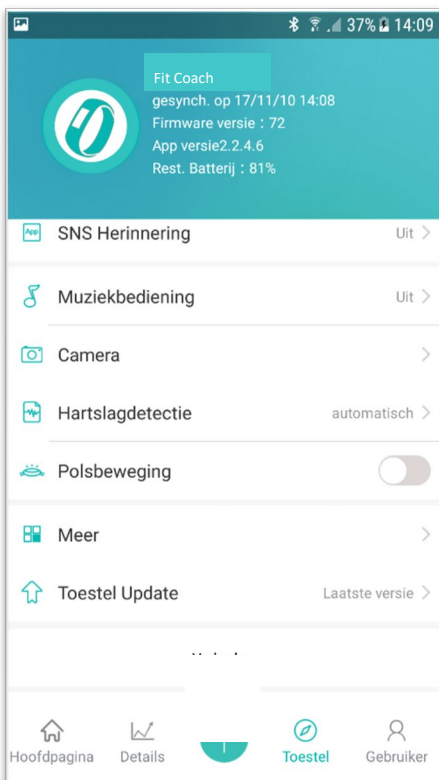 37% 14:09
Fit Coach
gesynch. op 17/11/10 14:08
Firmware versie : 72
App versie2.2.4.6
Rest. Batterij : 81%
App SNS Herinnering Uit
Muziekbediening Uit
Camera
Hartslagdetectie automatisch
Polsbeweging
Meer
Toestel Update Laatste versie
Hoofdpagina Details Toestel Gebruiker